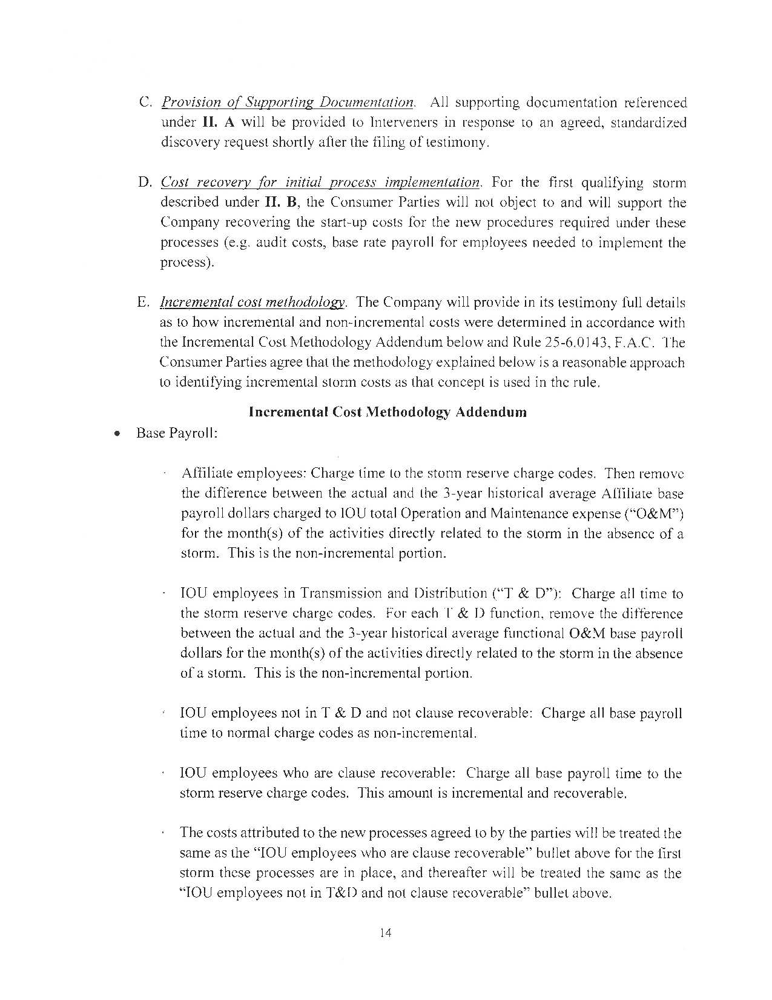 C. Provision of Supporting Documentation. All supporting documentation referenced
under II. A will be provided to Interveners in response to an agreed, standardized
discovery request shortly after the filing of testimony.
D. Cost recovery for initial process implementation. For the first qualifying storm
described under II. B, the Consumer Parties will not object to and will support the
Company recovering the start-up costs for the new procedures required under these
processes (e.g. audit costs, base rate payroll for employees needed to implement the
process).
E. Incremental cost methodology. The Company will provide in its testimony full details
as to how incremental and non-incremental costs were determined in accordance with
the Incremental Cost Methodology Addendum below and Rule 25-6.0143, F.A.C. The
Consumer Parties agree that the methodology explained below is a reasonable approach
to identifying incremental storm costs as that concept is used in the rule.
Incremental Cost Methodology Addendum
• Base Payroll:
· Affiliate employees: Charge time to the storm reserve charge codes. Then remove
the difference between the actual and the 3-year historical average Affiliate base
payroll dollars charged to IOU total Operation and Maintenance expense (“O&M”)
for the month(s) of the activities directly related to the storm in the absence of a
storm. This is the non-incremental portion.
· IOU employees in Transmission and Distribution (“T & D”): Charge all time to
the storm reserve charge codes. For each T & D function, remove the difference
between the actual and the 3-year historical average functional O&M base payroll
dollars for the month(s) of the activities directly related to the storm in the absence
of a storm. This is the non-incremental portion.
· IOU employees not in T & D and not clause recoverable: Charge all base payroll
time to normal charge codes as non-incremental.
· IOU employees who are clause recoverable: Charge all base payroll time to the
storm reserve charge codes. This amount is incremental and recoverable.
· The costs attributed to the new processes agreed to by the parties will be treated the
same as the “IOU employees who are clause recoverable” bullet above for the first
storm these processes are in place, and thereafter will be treated the same as the
“IOU employees not in T&D and not clause recoverable” bullet above.
14